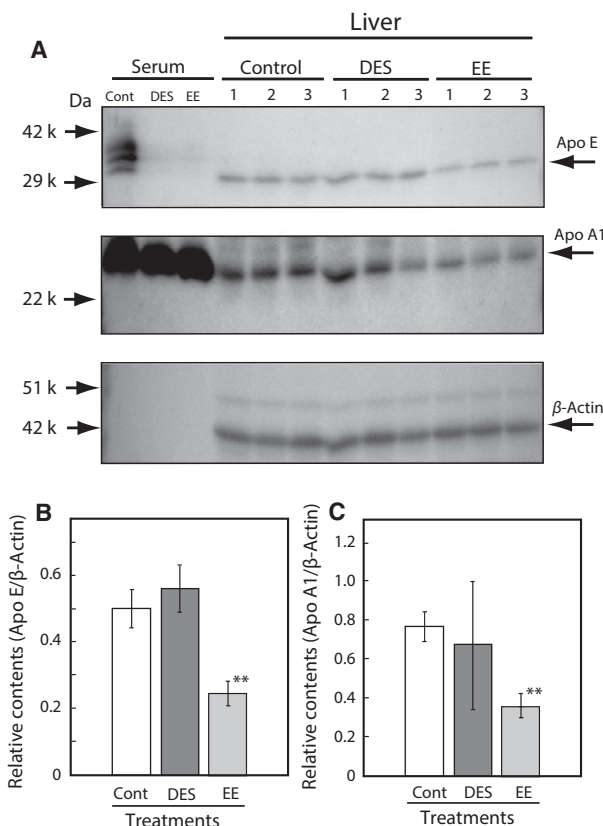 Liver
A
Serum
Control
DES
EE
Da
Cont
DES
EE
1
2
3
1
2
3
1
2
3
42 k
29 k
Apo E
22 k
Apo A1
51 k
42 k
β-Actin
B
Relative contents (Apo E/β-Actin)
0.6
0.4
0.2
0
**
Cont
DES
EE
Treatments
C
Relative contents (Apo A1/β-Actin)
1.2
1.0
0.8
0.6
0.4
0.2
0
**
Cont
DES
EE
Treatments